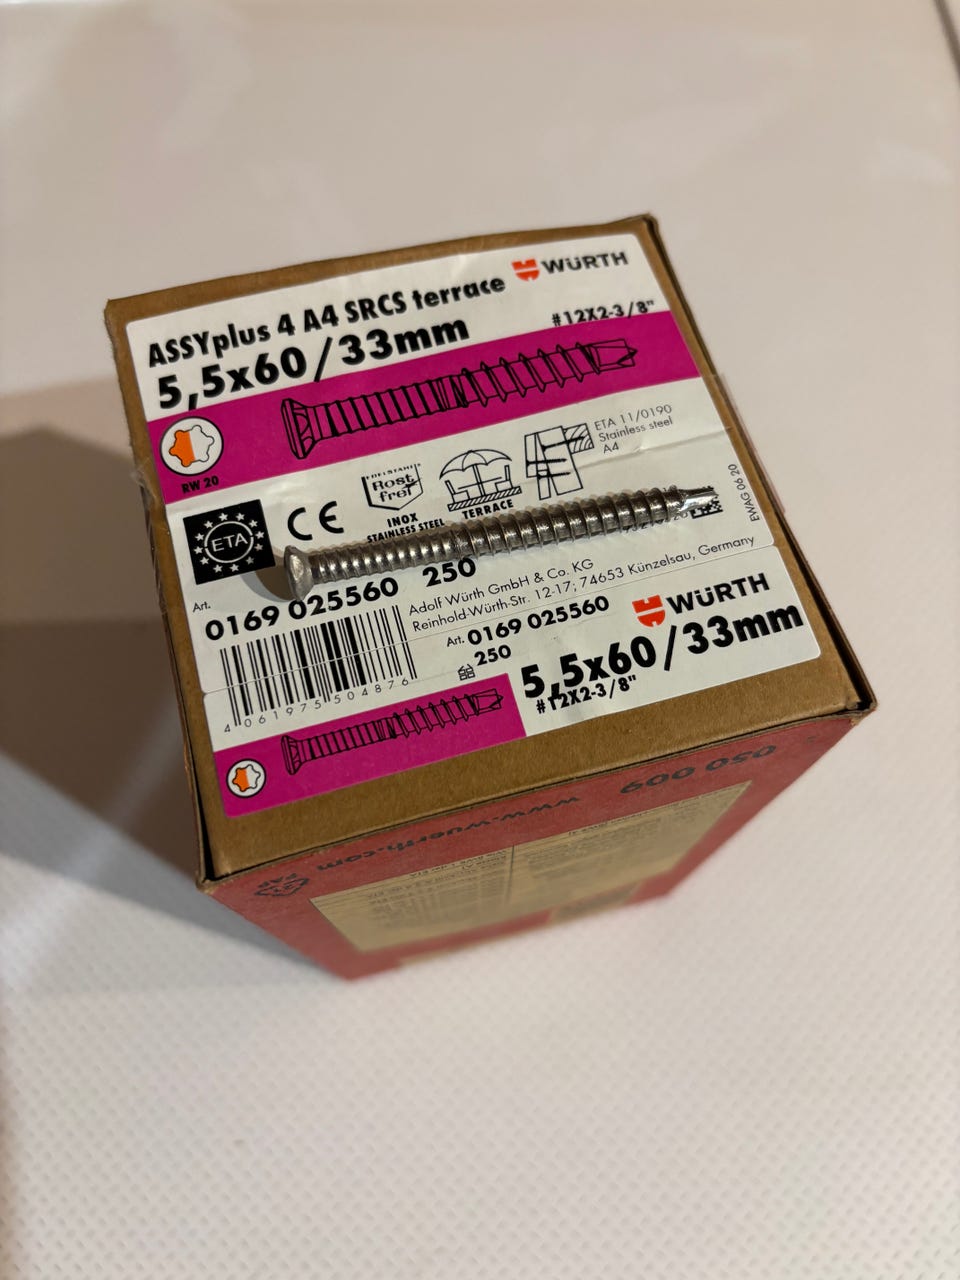 WÜRTH
ASSYplus 4 A4 SRCS terrace
5,5x60/33mm
#12X2-3/8"
RW 20
ETA
CE
EDELSTAHL
Rost
frei
INOX
STAINLESS STEEL
TERRACE
ETA 11/0190
Stainless steel
A4
EWAG 06.20
Art.
0169 025560 250
Adolf Würth GmbH & Co. KG
Reinhold-Würth-Str. 12-17; 74653 Künzelsau, Germany
4 061975 504876
Art. 0169 025560
250
WÜRTH
5,5x60/33mm
#12X2-3/8"
050 009
www.wuerth.com
PAP